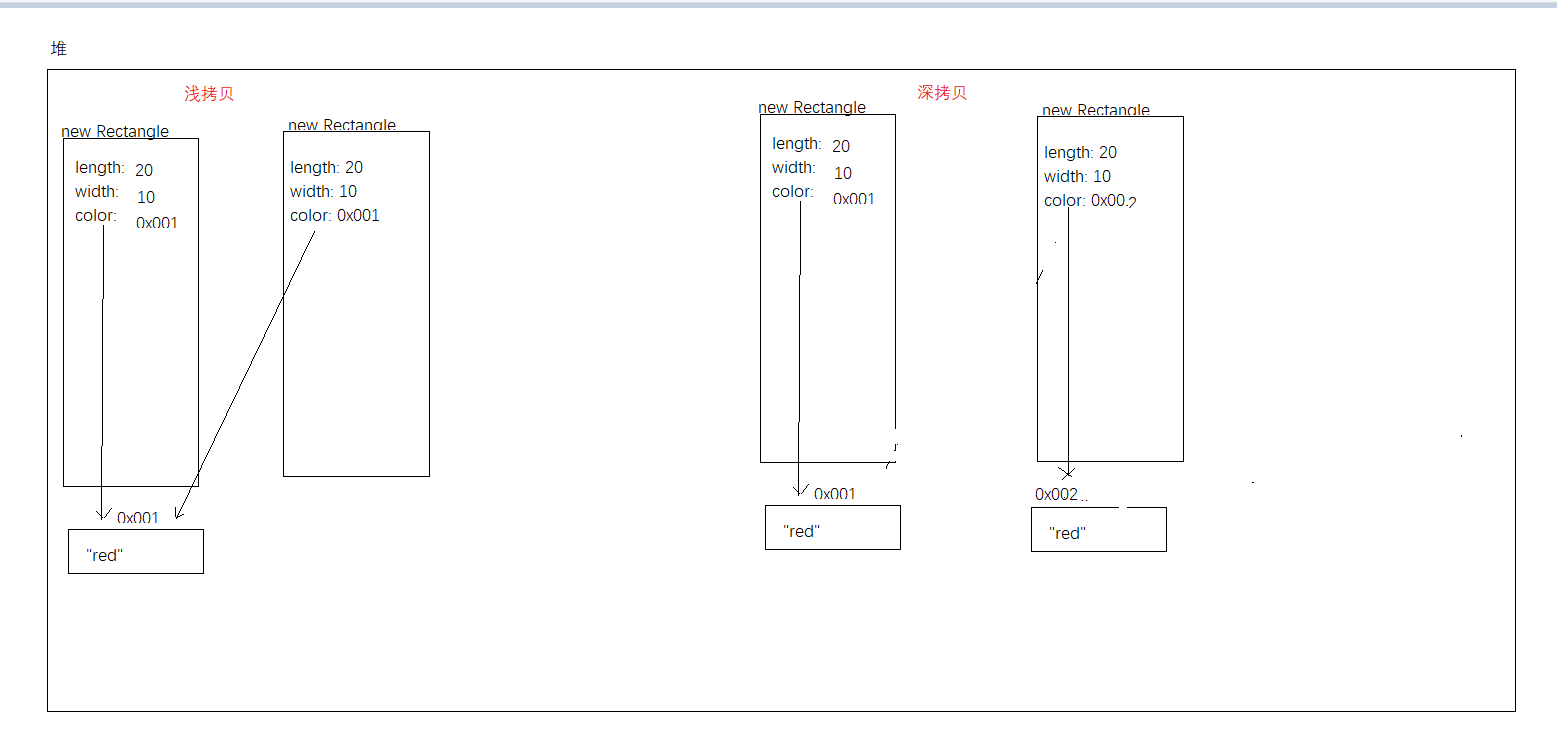 堆
浅拷贝
new Rectangle
length: 20
width: 10
color: 0x001
new Rectangle
length: 20
width: 10
color: 0x001
0x001
"red"
深拷贝
new Rectangle
length: 20
width: 10
color: 0x001
new Rectangle
length: 20
width: 10
color: 0x00.2
0x001
"red"
0x002 ..
"red"